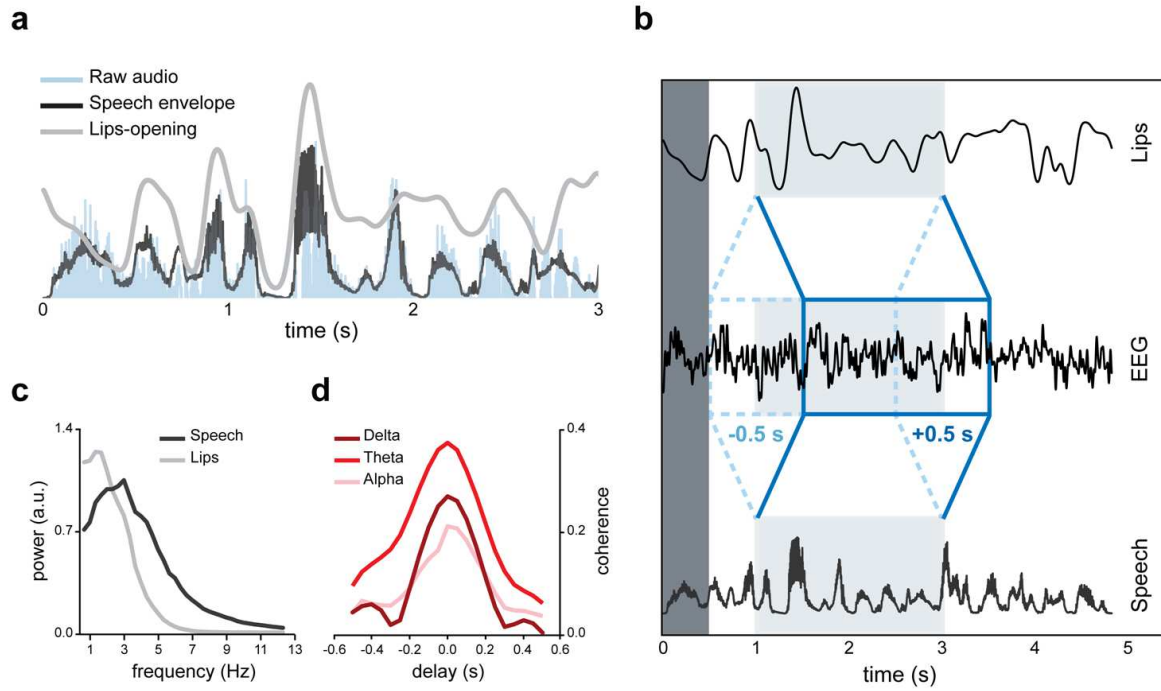 a
Raw audio
Speech envelope
Lips-opening
0 1 2 3
time (s)
b
Lips
EEG
Speech
-0.5 s +0.5 s
0 1 2 3 4 5
time (s)
c
1.4
0.7
0.0
power (a.u.)
Speech
Lips
1 3 5 7 9 11 13
frequency (Hz)
d
Delta
Theta
Alpha
0.4
0.2
0.0
coherence
-0.6 -0.4 -0.2 0.0 0.2 0.4 0.6
delay (s)